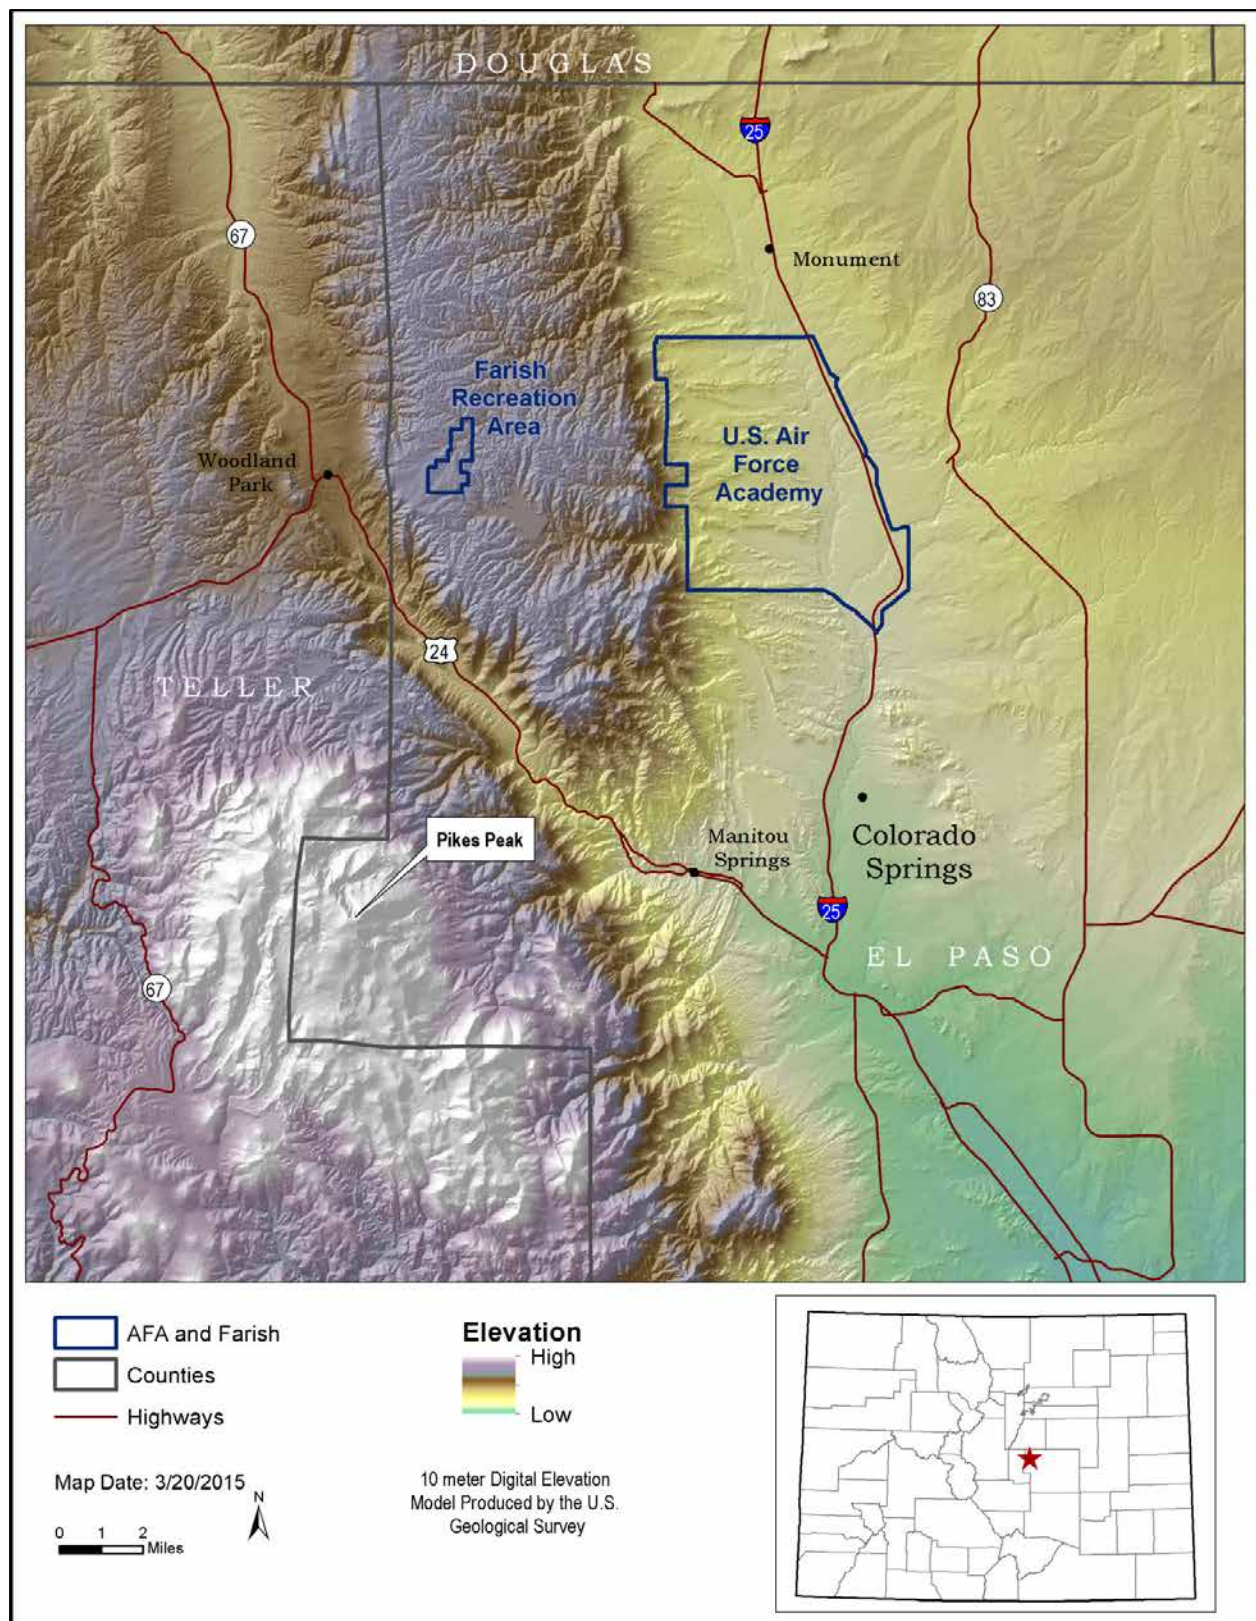 DOUGLAS
25
67
Monument
83
Farish
Recreation
Area
U.S. Air
Force
Academy
Woodland
Park
24
TELLER
Pikes Peak
Manitou
Springs
Colorado
Springs
25
EL PASO
67
AFA and Farish
Counties
Highways
Elevation
High
Low
Map Date: 3/20/2015
N
0 1 2
Miles
10 meter Digital Elevation
Model Produced by the U.S.
Geological Survey